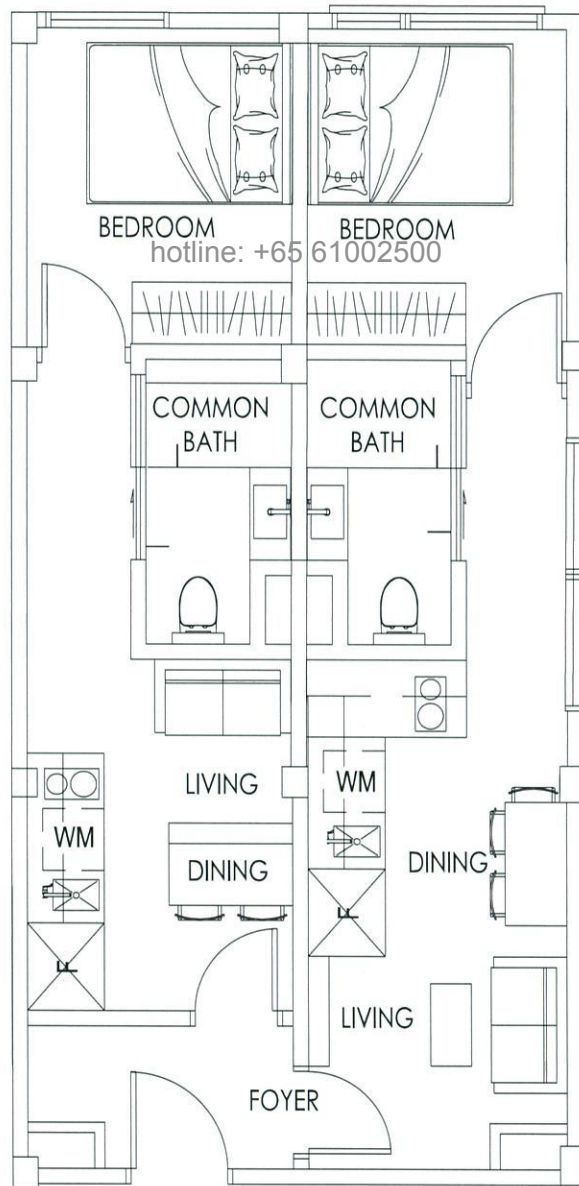 BEDROOM
BEDROOM
hotline: +65 61002500
COMMON
BATH
COMMON
BATH
LIVING
WM
WM
DINING
DINING
F
F
LIVING
FOYER